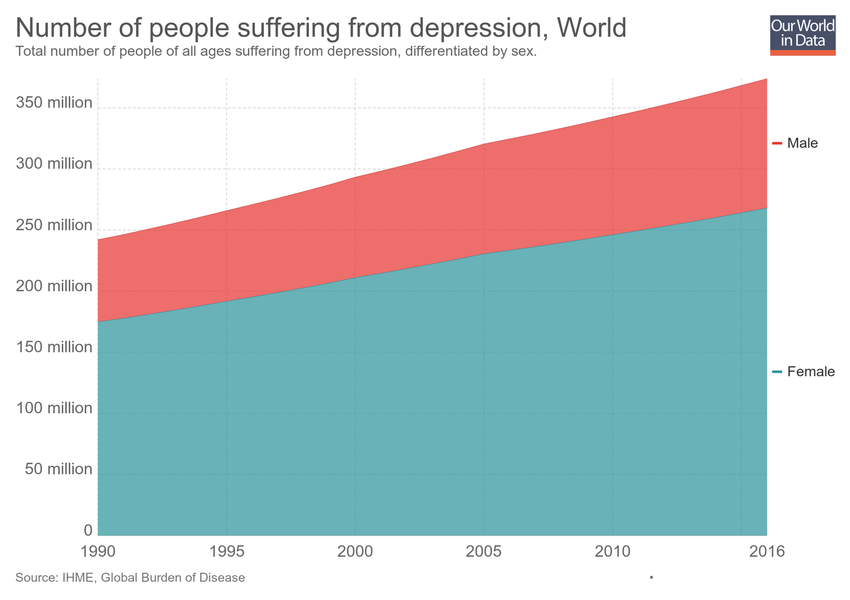 Number of people suffering from depression, World
Total number of people of all ages suffering from depression, differentiated by sex.
Our World
in Data
350 million
300 million
250 million
200 million
150 million
100 million
50 million
0
Male
Female
1990 1995 2000 2005 2010 2016
Source: IHME, Global Burden of Disease